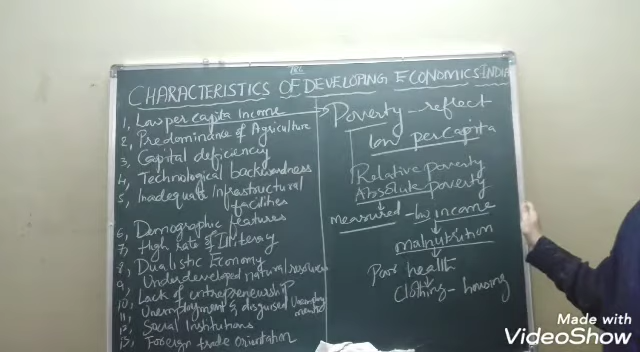 CHARACTERISTICS OF DEVELOPING ECONOMICS INDIA
1, Low per capita Income
2, Predominance of Agriculture
3, Capital deficiency
4, Technological backwardness
5, Inadequate Infrastructural
facilities
6, Demographic features
7, High Rate of Illiteracy
8, Dualistic Economy
9, Underdeveloped natural resources
10, Lack of entrepreneurship
11, Unemployment & disguised Unemployment
12, Social Institutions
13, Foreign trade orientation
Poverty - reflect
low percapita
Relative poverty
Absolute poverty
measured - low income
malnutrition
Poor health
Clothing - housing
Made with
VideoShow